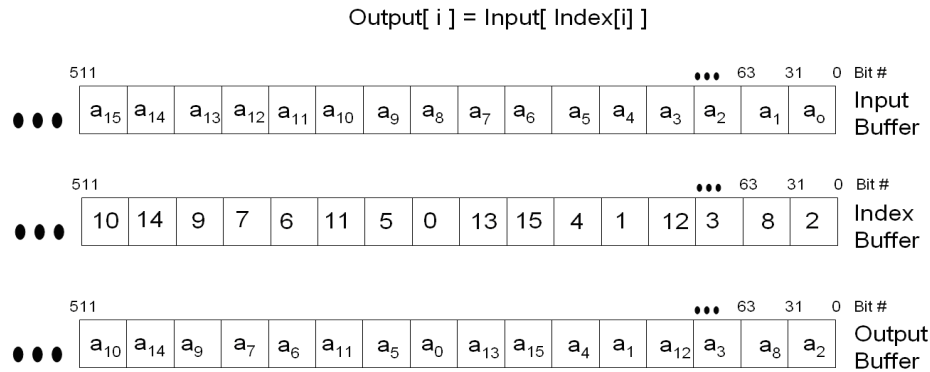 Output[ i ] = Input[ Index[i] ]
511 ••• 63 31 0 Bit #
••• a₁₅ a₁₄ a₁₃ a₁₂ a₁₁ a₁₀ a₉ a₈ a₇ a₆ a₅ a₄ a₃ a₂ a₁ a₀ Input
Buffer
511 ••• 63 31 0 Bit #
••• 10 14 9 7 6 11 5 0 13 15 4 1 12 3 8 2 Index
Buffer
511 ••• 63 31 0 Bit #
••• a₁₀ a₁₄ a₉ a₇ a₆ a₁₁ a₅ a₀ a₁₃ a₁₅ a₄ a₁ a₁₂ a₃ a₈ a₂ Output
Buffer